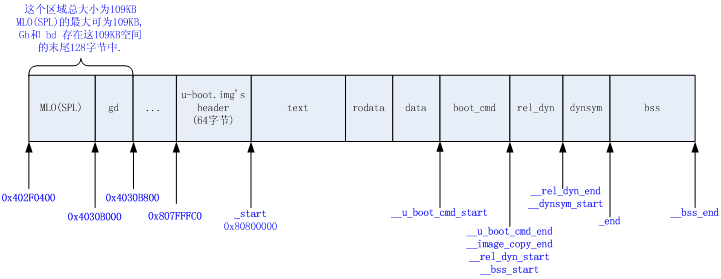 这个区域总大小为109KB
MLO(SPL)的最大可为109KB,
Gb和 bd 存在这109KB空间
的末尾128字节中.
MLO(SPL)
gd
...
u-boot.img's
header
(64字节)
text
rodata
data
boot_cmd
rel_dyn
dynsym
bss
0x402F0400
0x4030B000
0x4030B800
0x807FFFC0
_start
0x80800000
__u_boot_cmd_start
__u_boot_cmd_end
__image_copy_end
__rel_dyn_start
__bss_start
__rel_dyn_end
__dynsym_start
_end
__bss_end